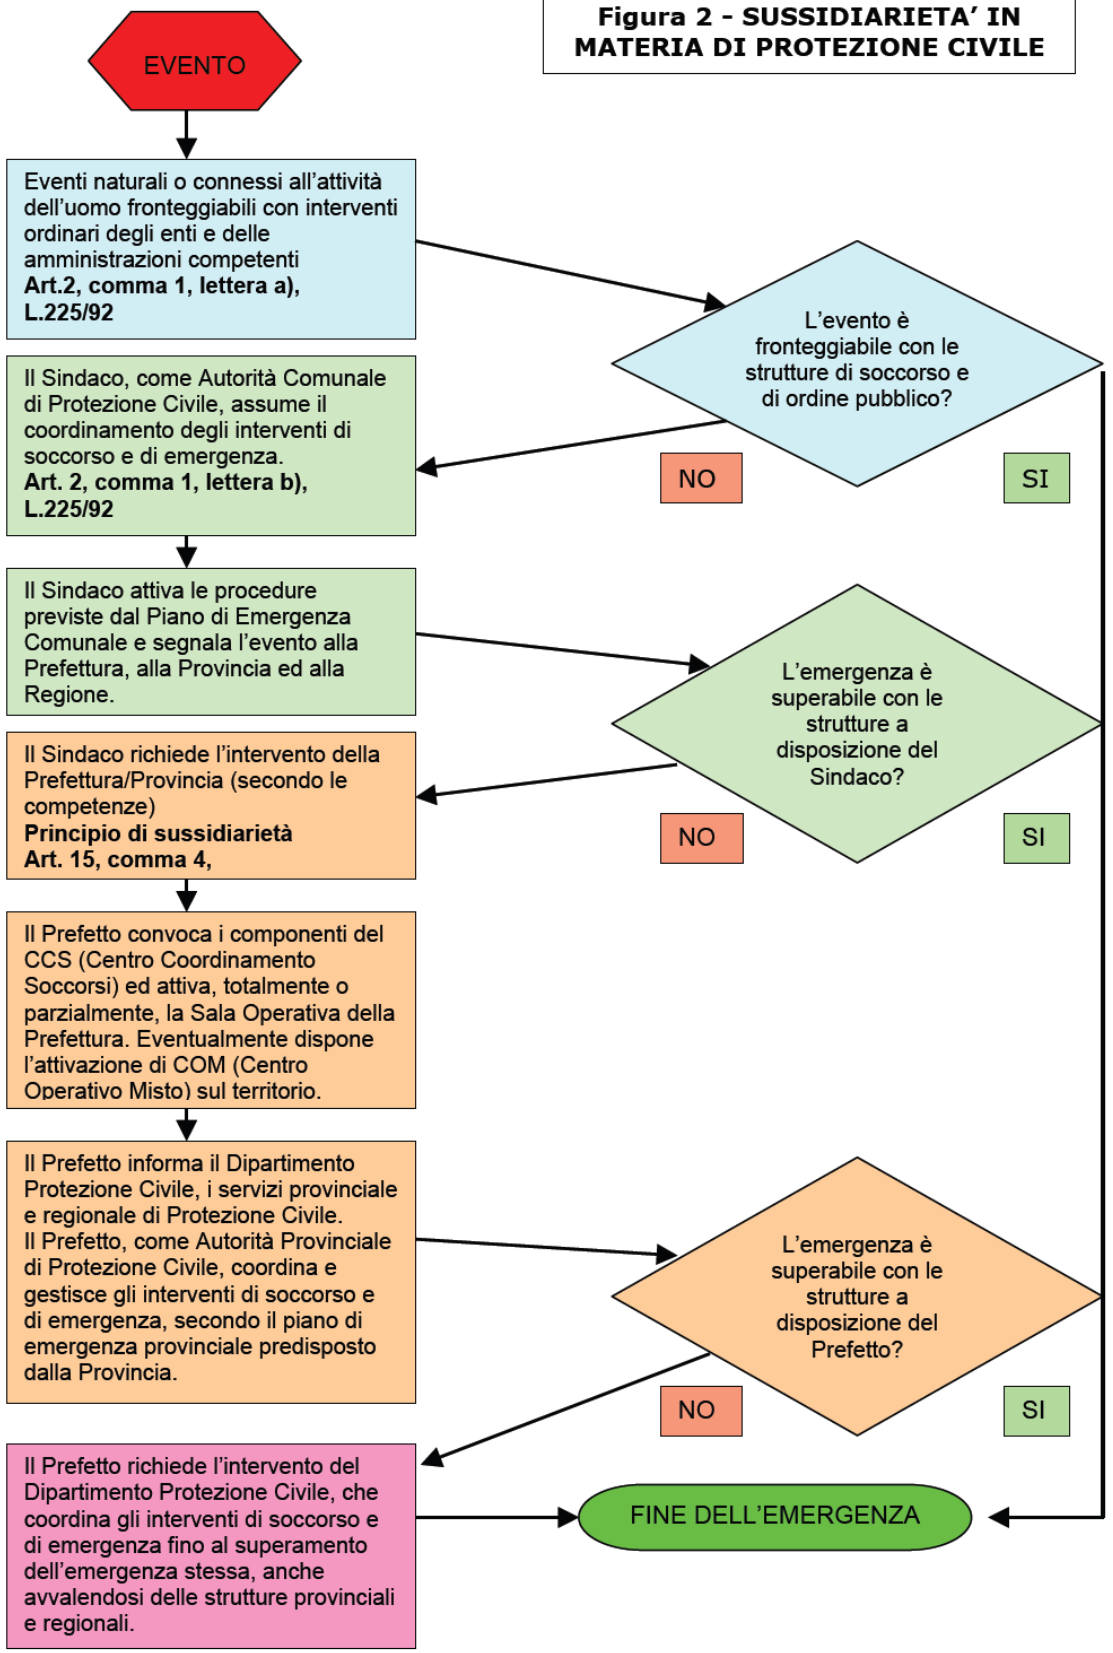 Figura 2 - SUSSIDIARIETA’ IN
MATERIA DI PROTEZIONE CIVILE
EVENTO
Eventi naturali o connessi all’attività
dell’uomo fronteggiabili con interventi
ordinari degli enti e delle
amministrazioni competenti
Art.2, comma 1, lettera a),
L.225/92
L’evento è
fronteggiabile con le
strutture di soccorso e
di ordine pubblico?
NO
SI
Il Sindaco, come Autorità Comunale
di Protezione Civile, assume il
coordinamento degli interventi di
soccorso e di emergenza.
Art. 2, comma 1, lettera b),
L.225/92
Il Sindaco attiva le procedure
previste dal Piano di Emergenza
Comunale e segnala l’evento alla
Prefettura, alla Provincia ed alla
Regione.
L’emergenza è
superabile con le
strutture a
disposizione del
Sindaco?
NO
SI
Il Sindaco richiede l’intervento della
Prefettura/Provincia (secondo le
competenze)
Principio di sussidiarietà
Art. 15, comma 4,
Il Prefetto convoca i componenti del
CCS (Centro Coordinamento
Soccorsi) ed attiva, totalmente o
parzialmente, la Sala Operativa della
Prefettura. Eventualmente dispone
l’attivazione di COM (Centro
Operativo Misto) sul territorio.
Il Prefetto informa il Dipartimento
Protezione Civile, i servizi provinciale
e regionale di Protezione Civile.
Il Prefetto, come Autorità Provinciale
di Protezione Civile, coordina e
gestisce gli interventi di soccorso e
di emergenza, secondo il piano di
emergenza provinciale predisposto
dalla Provincia.
L’emergenza è
superabile con le
strutture a
disposizione del
Prefetto?
NO
SI
Il Prefetto richiede l’intervento del
Dipartimento Protezione Civile, che
coordina gli interventi di soccorso e
di emergenza fino al superamento
dell’emergenza stessa, anche
avvalendosi delle strutture provinciali
e regionali.
FINE DELL’EMERGENZA